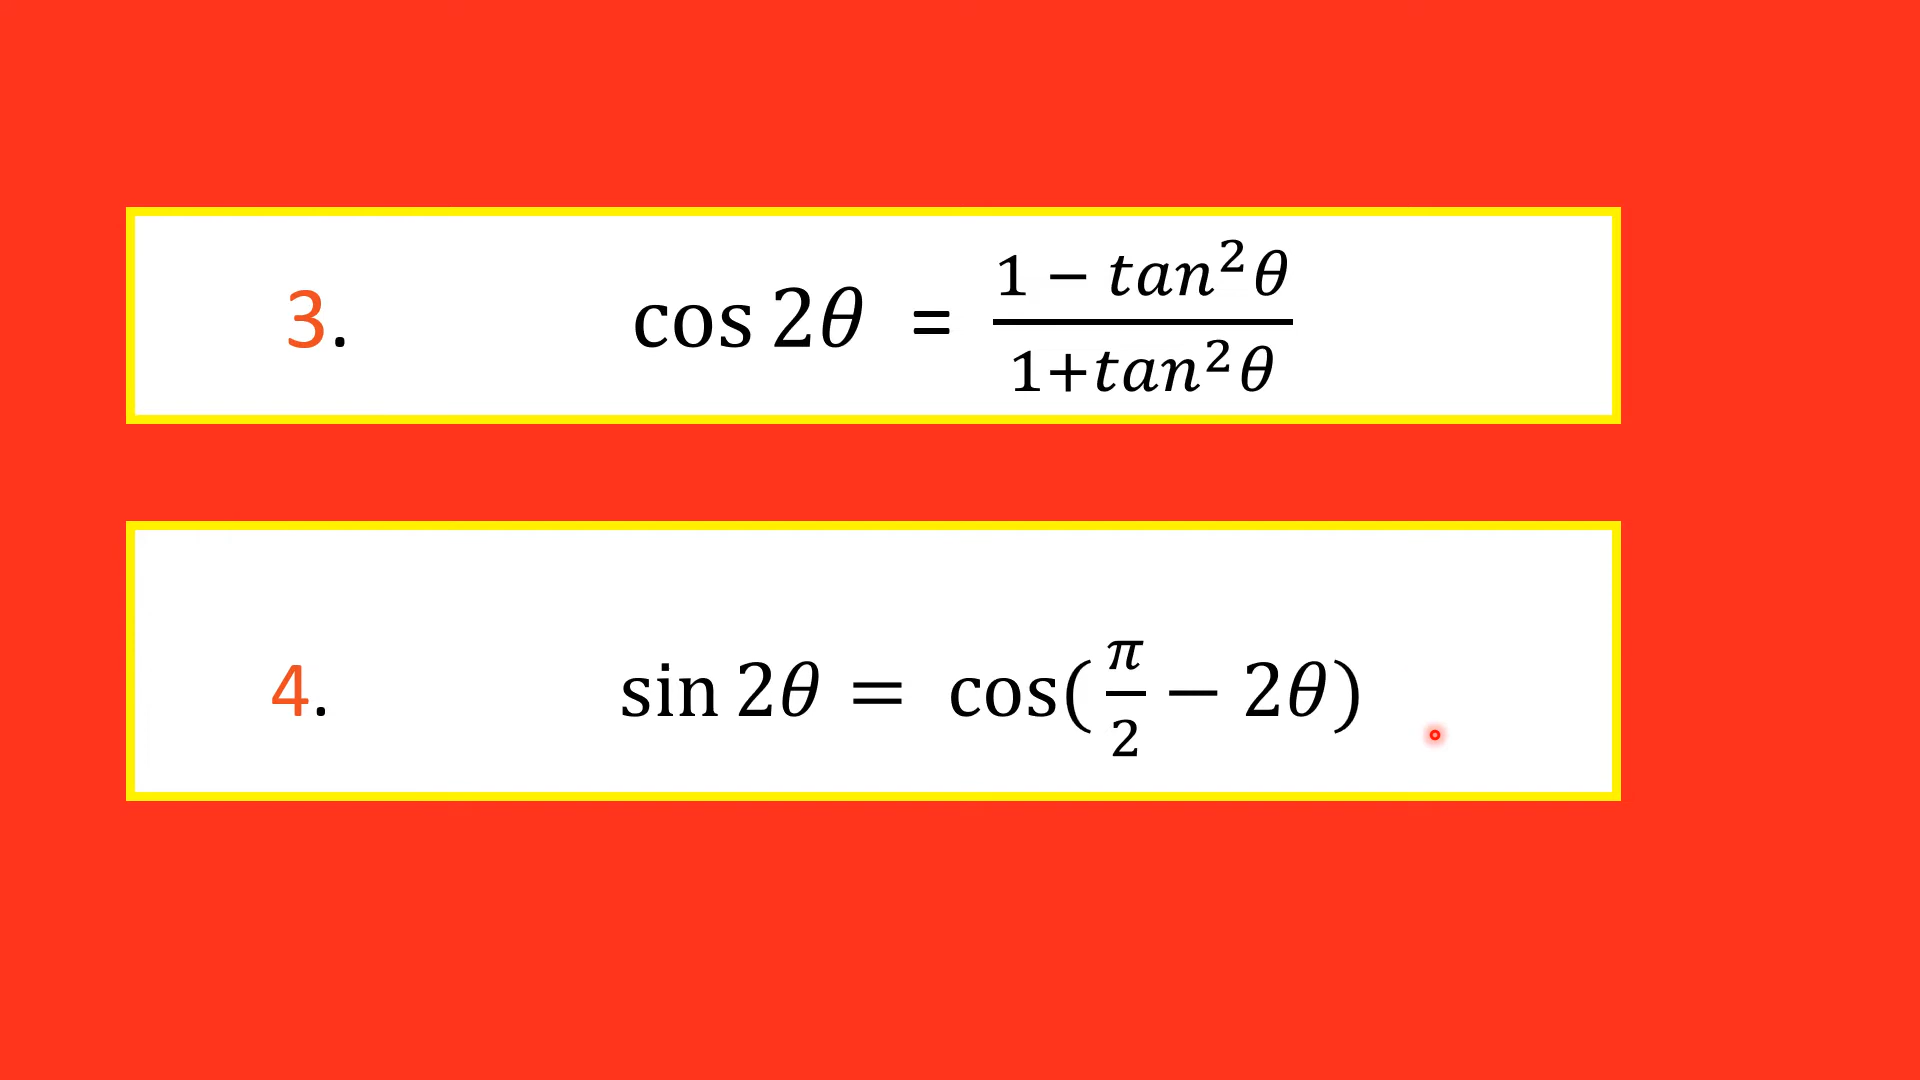 3. cos 2θ = (1 − tan²θ)/(1+tan²θ)
4. sin 2θ = cos(π/2 − 2θ)